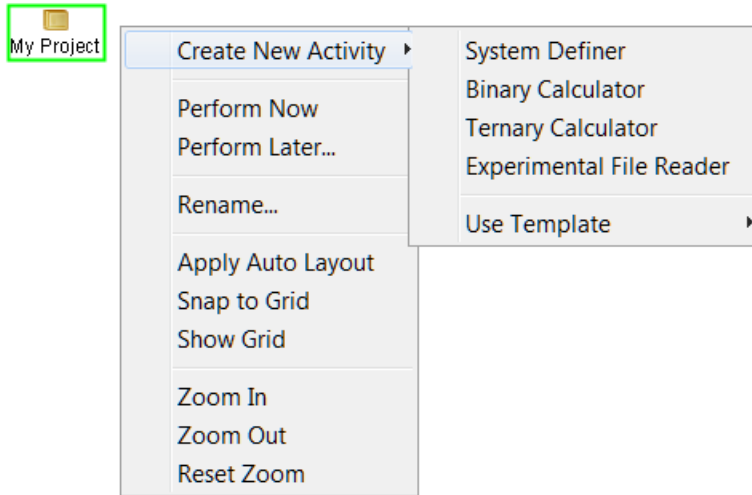 My Project
Create New Activity
Perform Now
Perform Later...
Rename...
Apply Auto Layout
Snap to Grid
Show Grid
Zoom In
Zoom Out
Reset Zoom
System Definer
Binary Calculator
Ternary Calculator
Experimental File Reader
Use Template